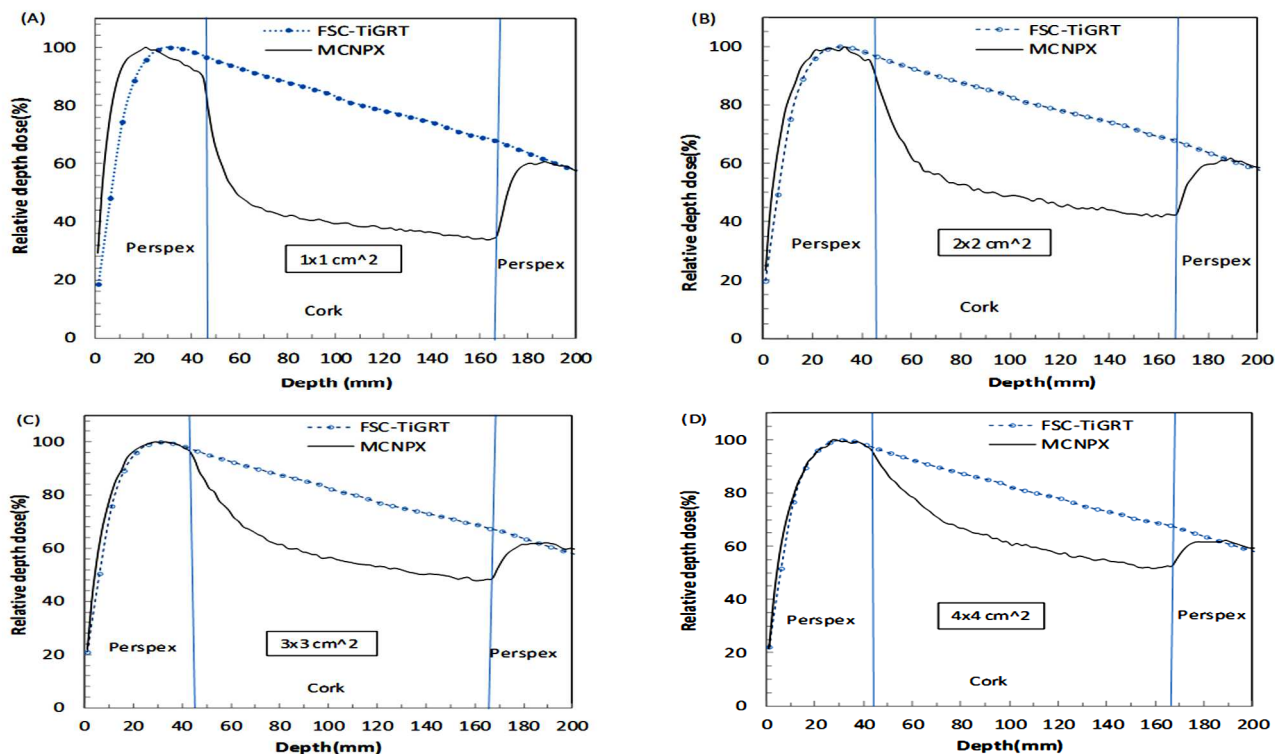 (A)
FSC-TiGRT
MCNPX
Relative depth dose(%)
100
80
60
40
20
0
Perspex
1x1 cm^2
Perspex
Cork
0 20 40 60 80 100 120 140 160 180 200
Depth (mm)
(B)
FSC-TiGRT
MCNPX
Relative depth dose(%)
100
80
60
40
20
0
Perspex
2x2 cm^2
Perspex
Cork
0 20 40 60 80 100 120 140 160 180 200
Depth(mm)
(C)
FSC-TiGRT
MCNPX
Relative depth dose(%)
100
80
60
40
20
0
Perspex
3x3 cm^2
Perspex
Cork
0 20 40 60 80 100 120 140 160 180 200
Depth(mm)
(D)
FSC-TiGRT
MCNPX
Relative depth dose(%)
100
80
60
40
20
0
Perspex
4x4 cm^2
Perspex
Cork
0 20 40 60 80 100 120 140 160 180 200
Depth(mm)